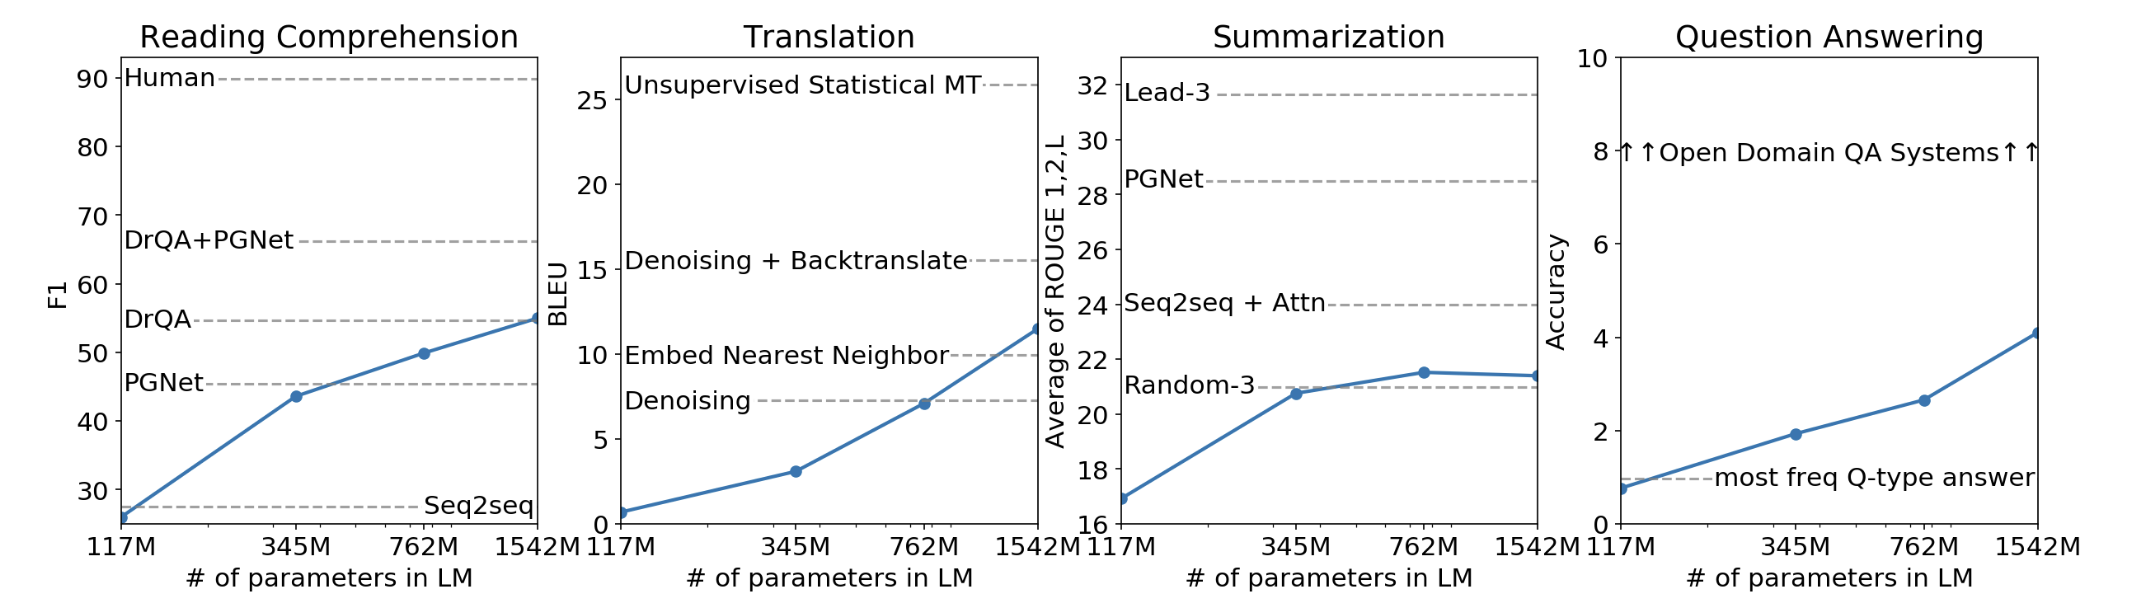 Reading Comprehension
90
80
70
60
50
40
30
F1
Human
DrQA+PGNet
DrQA
PGNet
Seq2seq
117M
345M
762M
1542M
# of parameters in LM
Translation
25
20
15
10
5
0
BLEU
Unsupervised Statistical MT
Denoising + Backtranslate
Embed Nearest Neighbor
Denoising
117M
345M
762M
1542M
# of parameters in LM
Summarization
32
30
28
26
24
22
20
18
16
Average of ROUGE 1,2,L
Lead-3
PGNet
Seq2seq + Attn
Random-3
117M
345M
762M
1542M
# of parameters in LM
Question Answering
10
8
6
4
2
0
Accuracy
↑↑Open Domain QA Systems↑↑
most freq Q-type answer
117M
345M
762M
1542M
# of parameters in LM